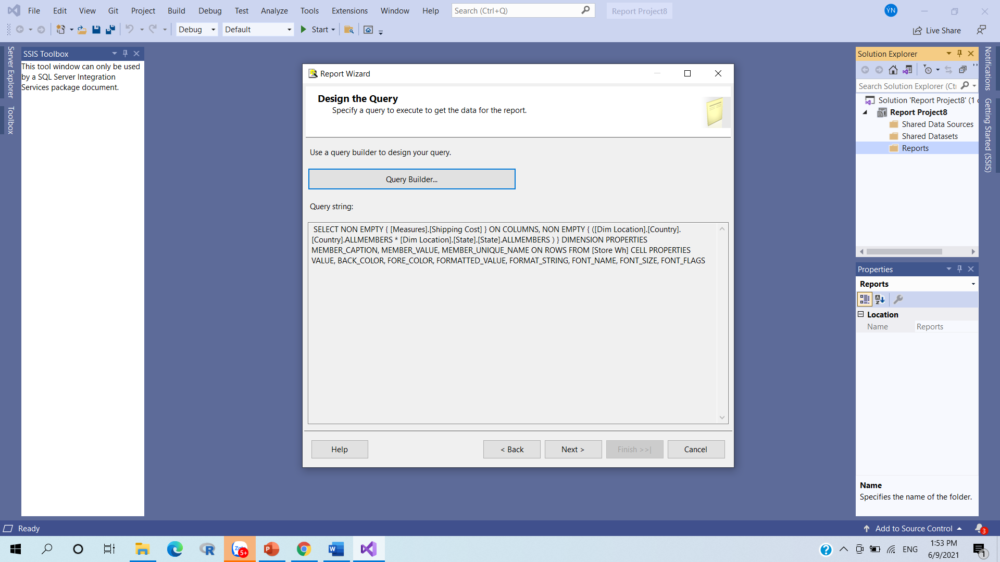 File Edit View Git Project Build Debug Test Analyze Tools Extensions Window Help Search (Ctrl+Q) Report Project8 ÝN
Debug Default Start Live Share
Server Explorer
Toolbox
SSIS Toolbox
This tool window can only be used
by a SQL Server Integration
Services package document.
Report Wizard
Design the Query
Specify a query to execute to get the data for the report.
Use a query builder to design your query.
Query Builder...
Query string:
SELECT NON EMPTY { [Measures].[Shipping Cost] } ON COLUMNS, NON EMPTY { ([Dim Location].[Country].
[Country].ALLMEMBERS * [Dim Location].[State].[State].ALLMEMBERS ) } DIMENSION PROPERTIES
MEMBER_CAPTION, MEMBER_VALUE, MEMBER_UNIQUE_NAME ON ROWS FROM [Store Wh] CELL PROPERTIES
VALUE, BACK_COLOR, FORE_COLOR, FORMATTED_VALUE, FORMAT_STRING, FONT_NAME, FONT_SIZE, FONT_FLAGS
Help < Back Next > Finish >>| Cancel
Solution Explorer
Search Solution Explorer (Ct
Solution 'Report Project8' (1
Report Project8
Shared Data Sources
Shared Datasets
Reports
Properties
Reports
Location
Name Reports
Name
Specifies the name of the folder.
Notifications
Getting Started (SSIS)
Ready Add to Source Control 3
5+ ENG 1:53 PM
6/9/2021 1